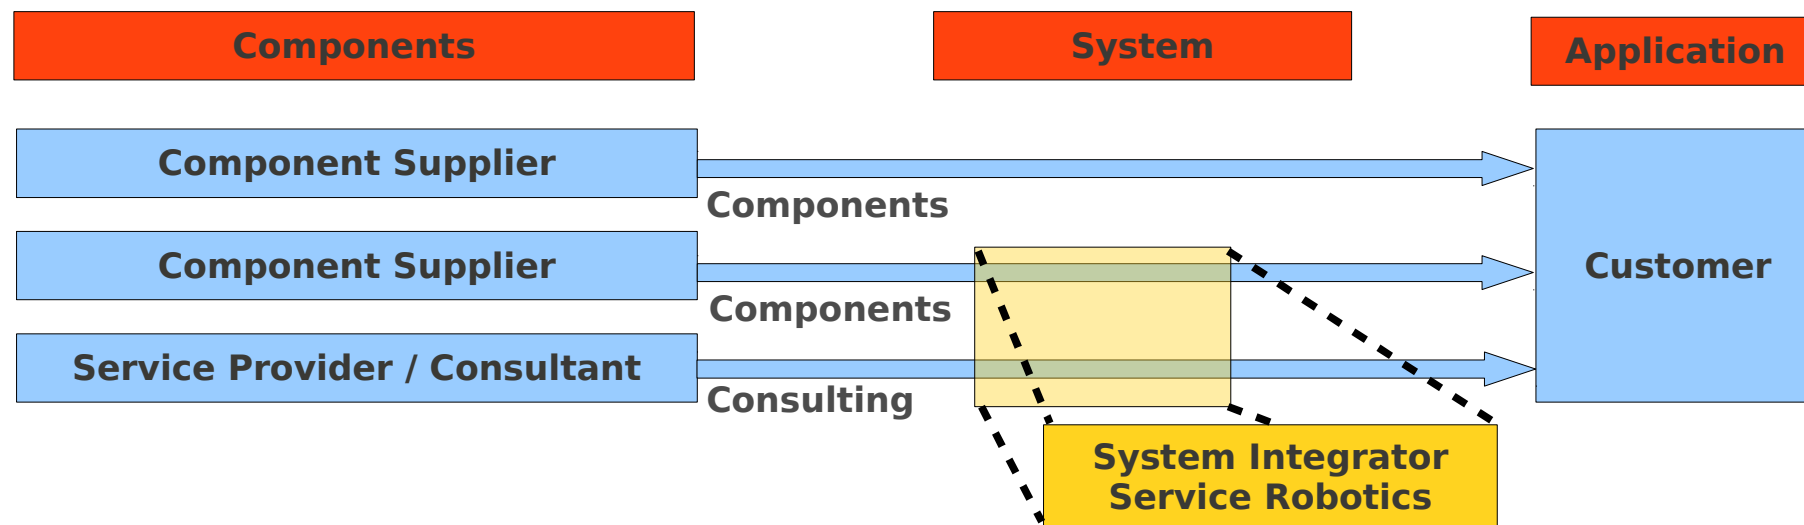 Components
System
Application
Component Supplier
Components
Component Supplier
Customer
Components
Service Provider / Consultant
Consulting
System Integrator
Service Robotics